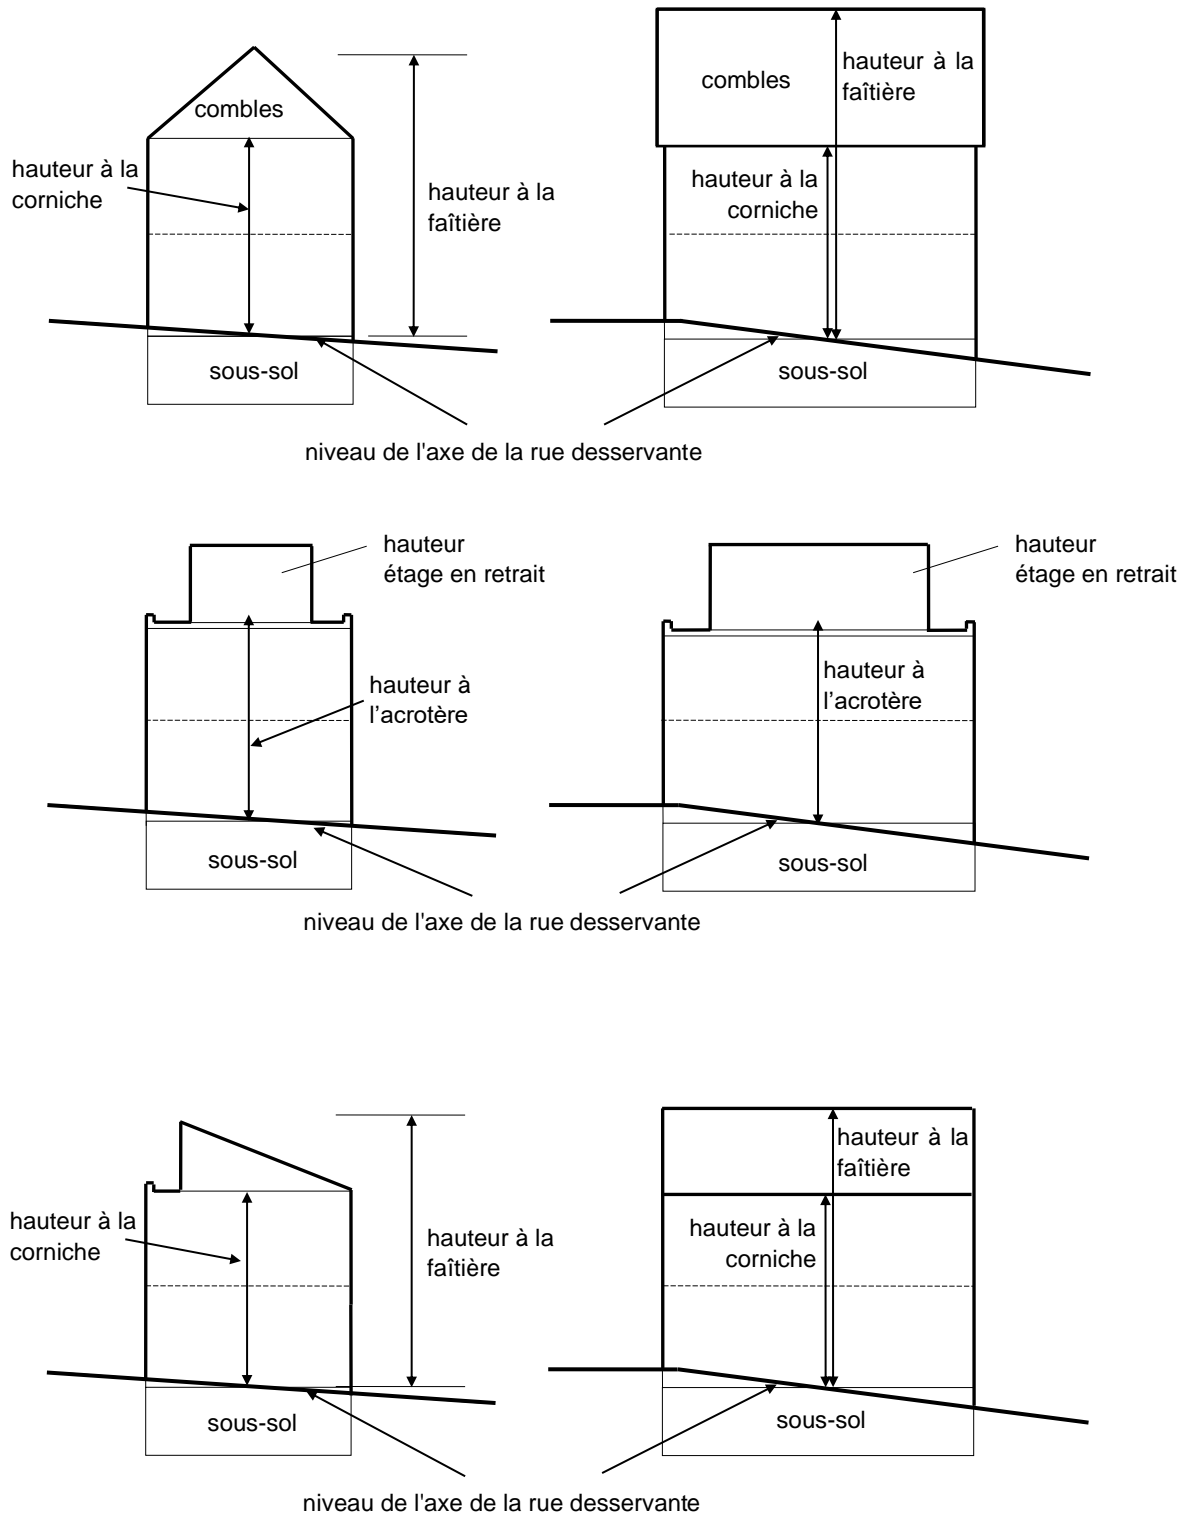 combles
hauteur à la
corniche
hauteur à la
faîtière
sous-sol
combles
hauteur à la
faîtière
hauteur à la
corniche
sous-sol
niveau de l'axe de la rue desservante
hauteur
étage en retrait
hauteur à
l’acrotère
sous-sol
hauteur
étage en retrait
hauteur à
l’acrotère
sous-sol
niveau de l'axe de la rue desservante
hauteur à la
corniche
hauteur à la
faîtière
sous-sol
hauteur à la
faîtière
hauteur à la
corniche
sous-sol
niveau de l'axe de la rue desservante